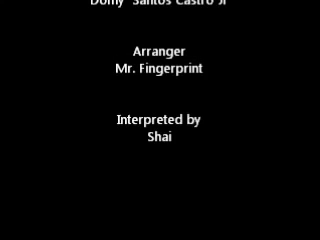 Santos Castro Jr
Arranger
Mr. Fingerprint
Interpreted by
Shai